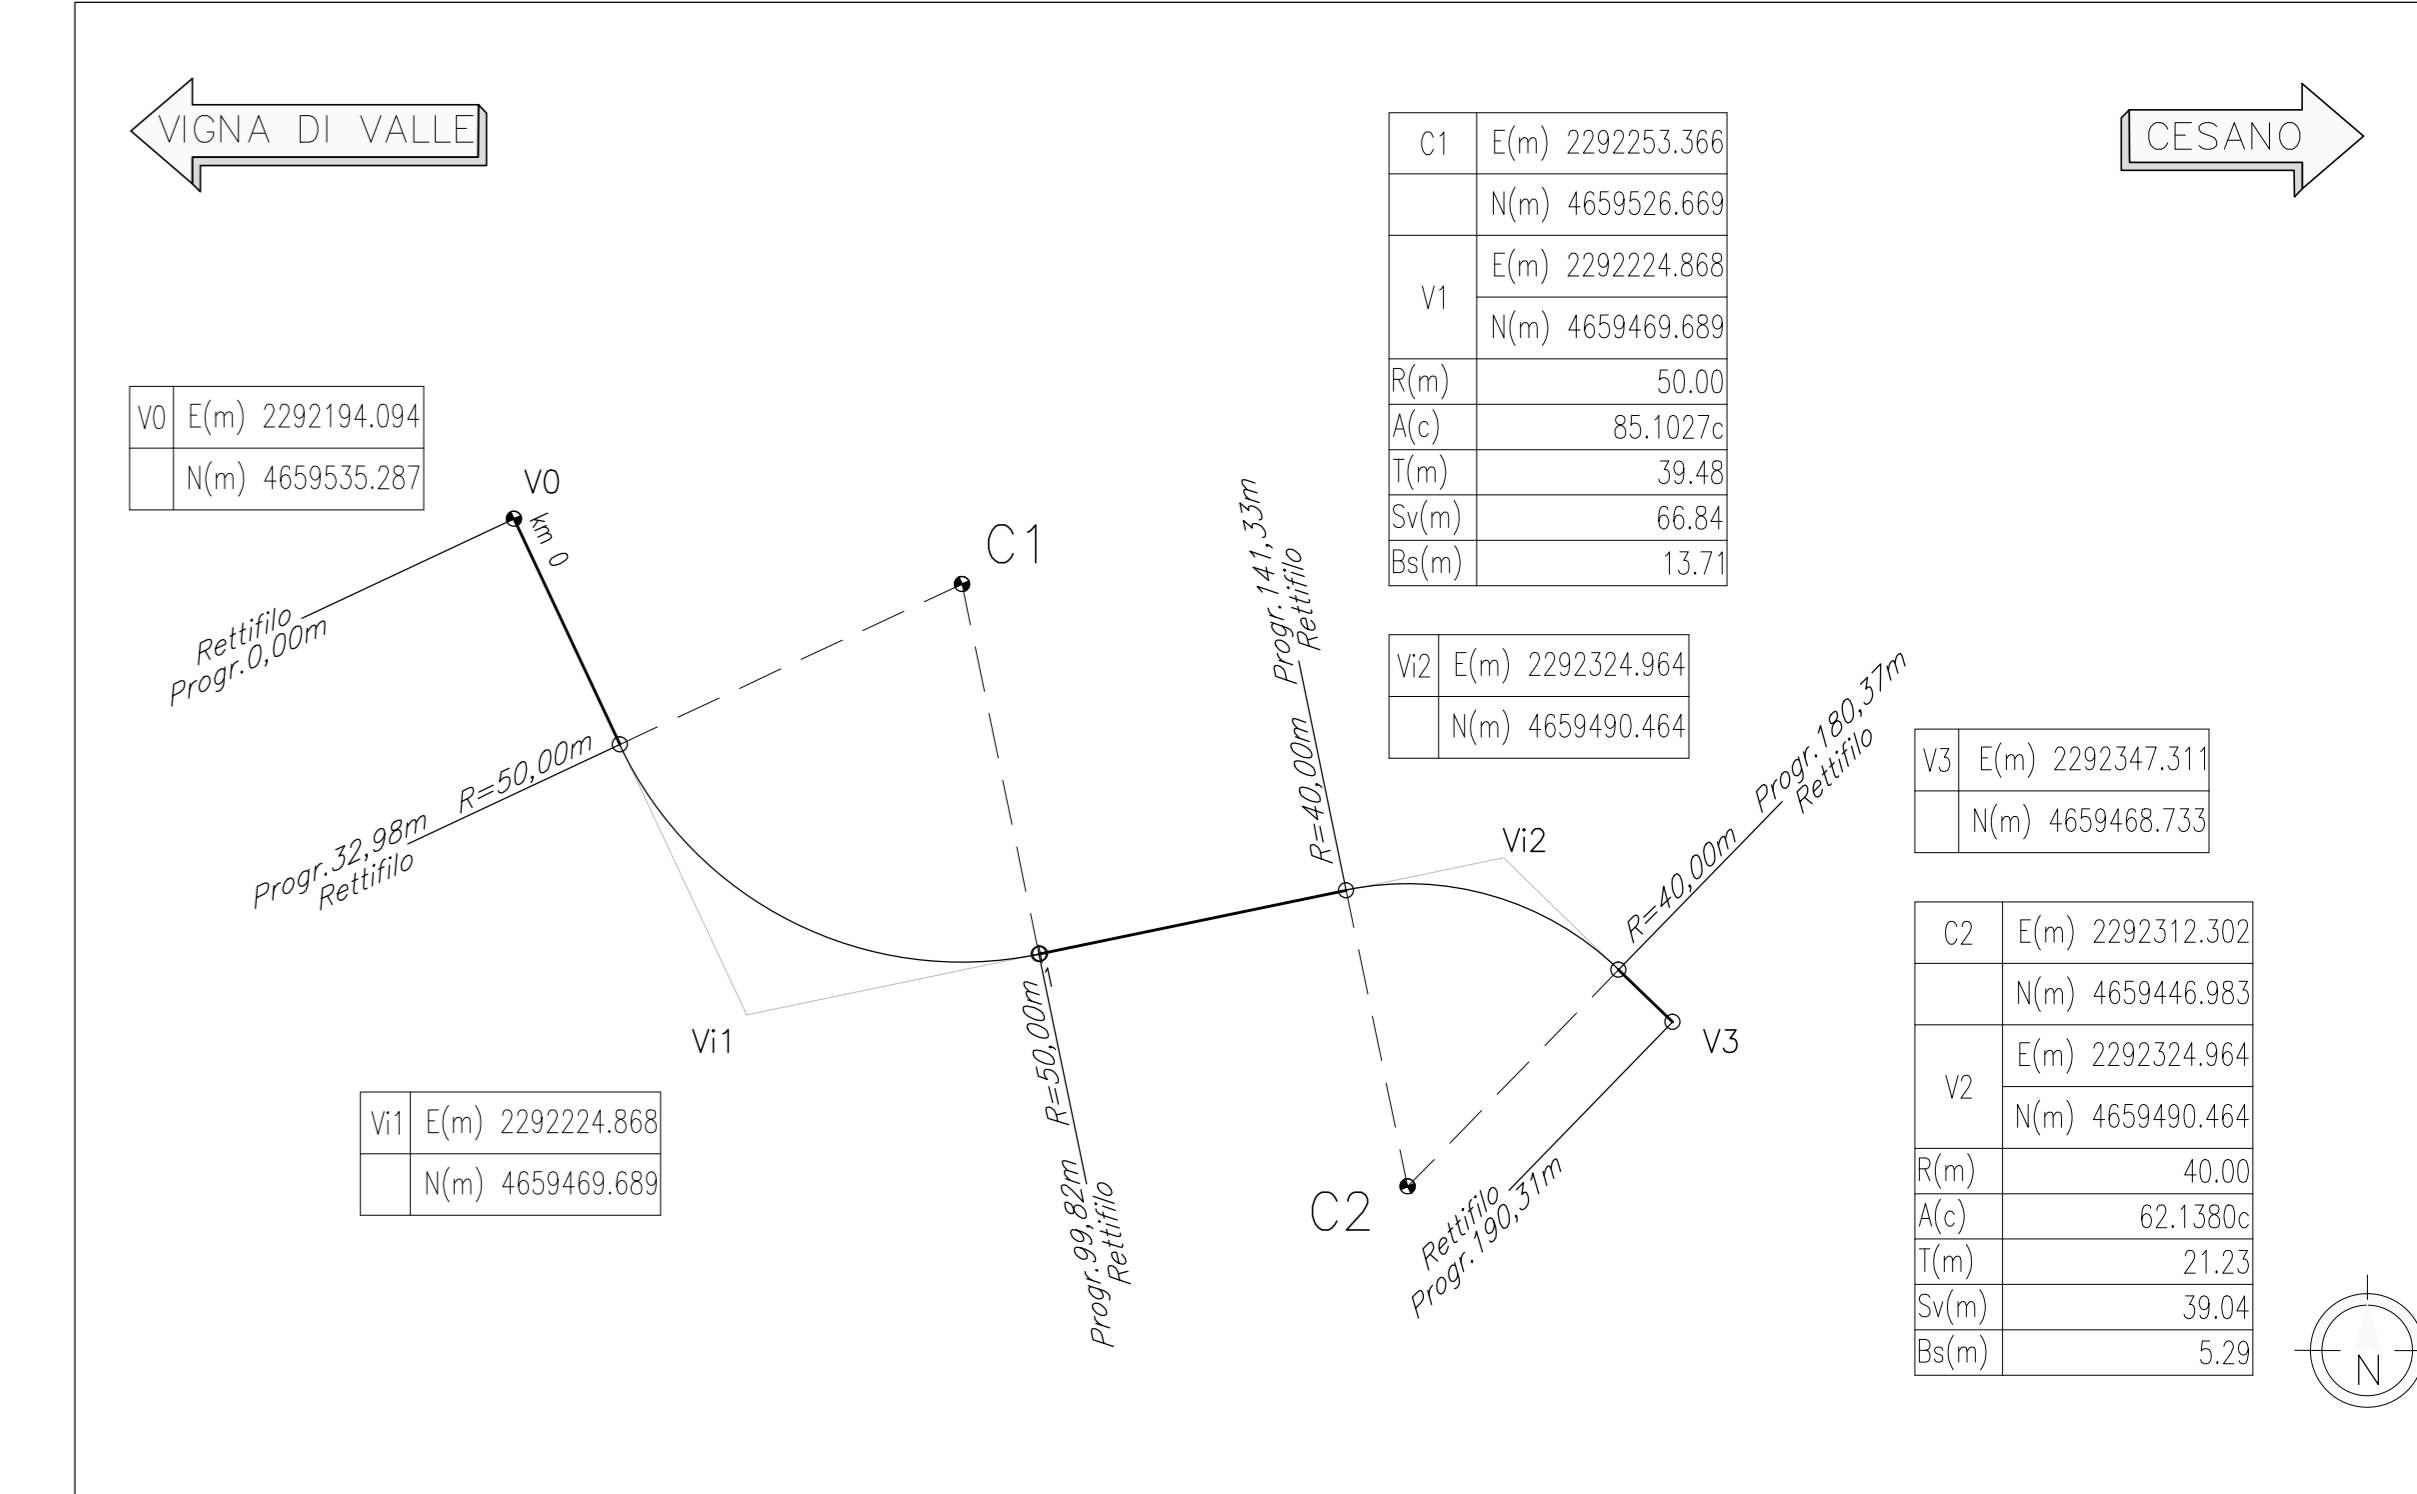 VIGNA DI VALLE
CESANO
C1 E(m) 2292253.366
N(m) 4659526.669
V1 E(m) 2292224.868
N(m) 4659469.689
R(m) 50.00
A(c) 85.1027c
T(m) 39.48
Sv(m) 66.84
Bs(m) 13.71
V0 E(m) 2292194.094
N(m) 4659535.287
V0
km 0
Rettifilo
Progr.0,00m
C1
R=50,00m
Progr.32,98m
Rettifilo
Vi1
Vi1 E(m) 2292224.868
N(m) 4659469.689
R=50,00m
1
Progr.99,82m
Rettifilo
Progr.141,33m
Rettifilo
R=40,00m
Vi2 E(m) 2292324.964
N(m) 4659490.464
Vi2
Progr.180,37m
Rettifilo
R=40,00m
V3
C2
Rettifilo
Progr.190,31m
V3 E(m) 2292347.311
N(m) 4659468.733
C2 E(m) 2292312.302
N(m) 4659446.983
V2 E(m) 2292324.964
N(m) 4659490.464
R(m) 40.00
A(c) 62.1380c
T(m) 21.23
Sv(m) 39.04
Bs(m) 5.29
N